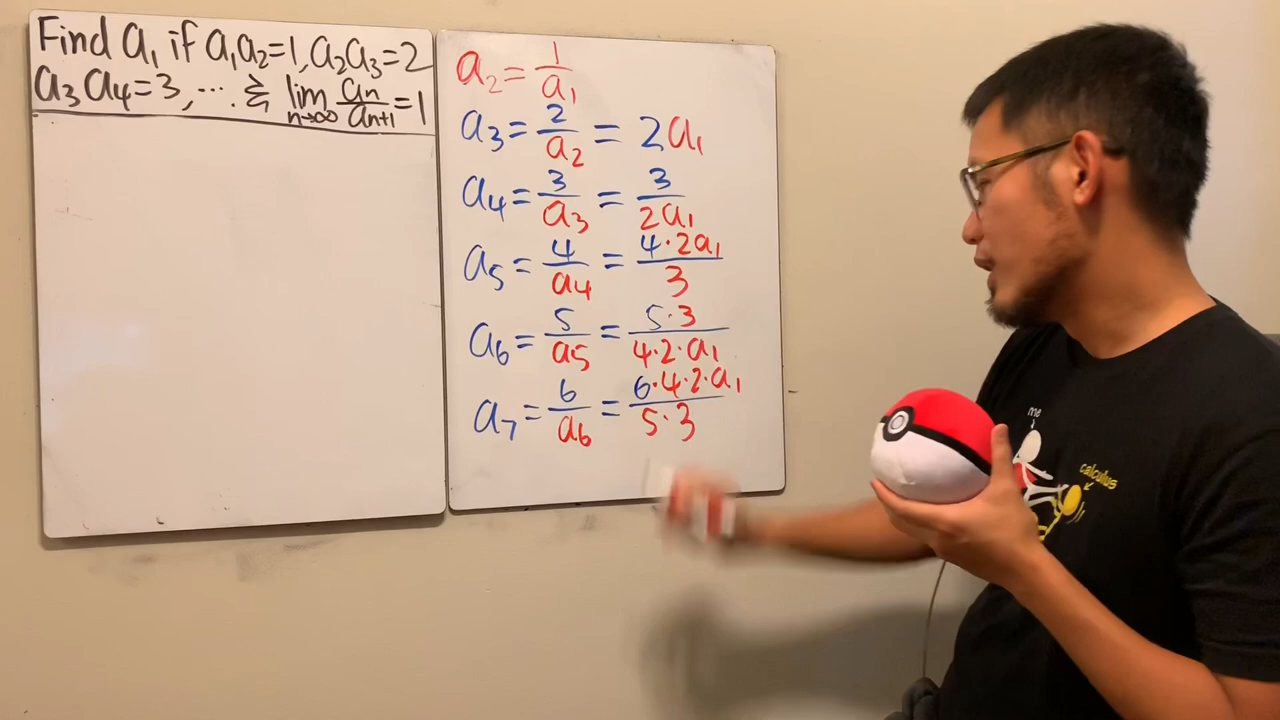 Find a₁ if a₁a₂=1, a₂a₃=2
a₃a₄=3, .... & lim n→∞ aₙ/aₙ₊₁ =1
a₂ = 1/a₁
a₃ = 2/a₂ = 2a₁
a₄ = 3/a₃ = 3/2a₁
a₅ = 4/a₄ = 4·2a₁/3
a₆ = 5/a₅ = 5·3/4·2·a₁
a₇ = 6/a₆ = 6·4·2·a₁/5·3
me
calculus